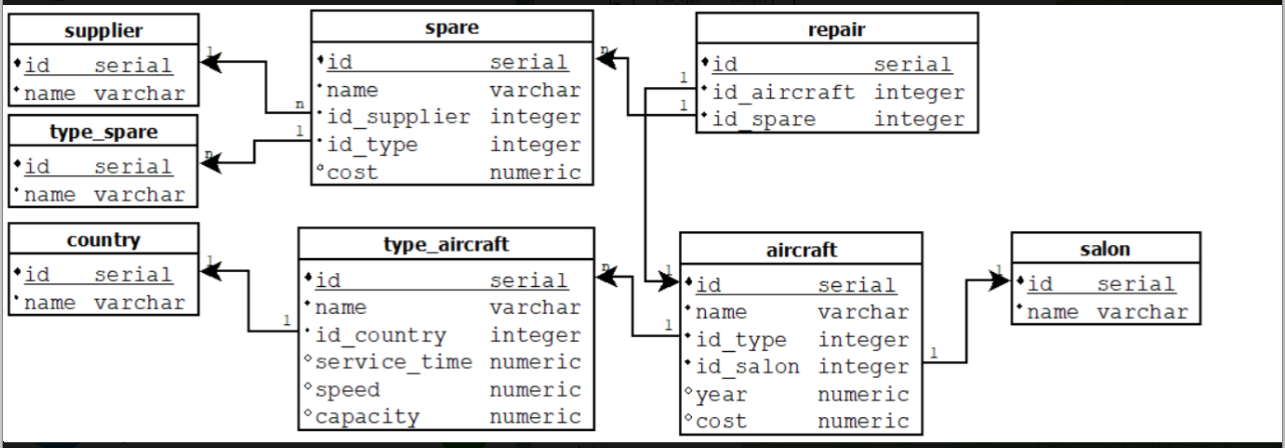 supplier
id serial
name varchar
type_spare
id serial
name varchar
country
id serial
name varchar
spare
id serial
name varchar
id_supplier integer
id_type integer
cost numeric
type_aircraft
id serial
name varchar
id_country integer
service_time numeric
speed numeric
capacity numeric
repair
id serial
id_aircraft integer
id_spare integer
aircraft
id serial
name varchar
id_type integer
id_salon integer
year numeric
cost numeric
salon
id serial
name varchar
1
n
1
n
1
1
n
1
1
1
n
1
1
1